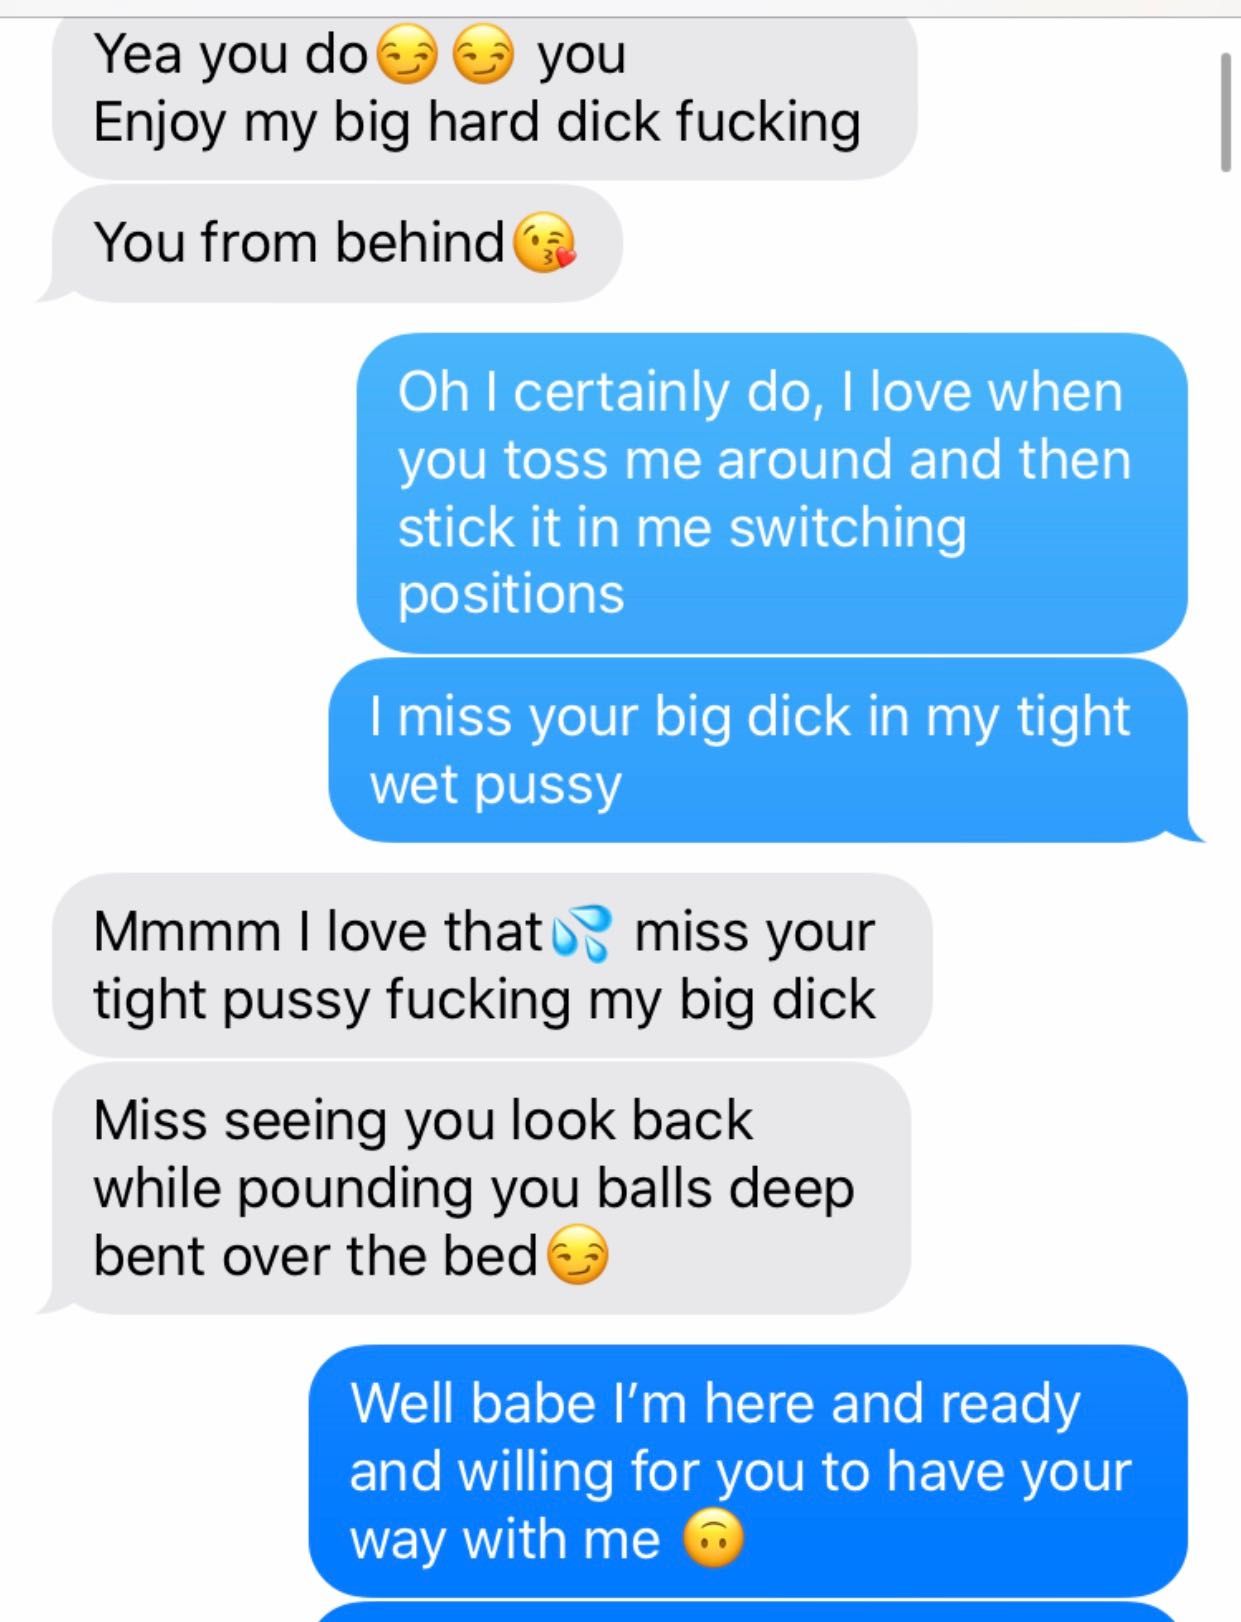 Yea you do😏😏 you
Enjoy my big hard dick fucking
You from behind😘
Oh I certainly do, I love when
you toss me around and then
stick it in me switching
positions
I miss your big dick in my tight
wet pussy
Mmmm I love that💦 miss your
tight pussy fucking my big dick
Miss seeing you look back
while pounding you balls deep
bent over the bed😏
Well babe I’m here and ready
and willing for you to have your
way with me 🙃